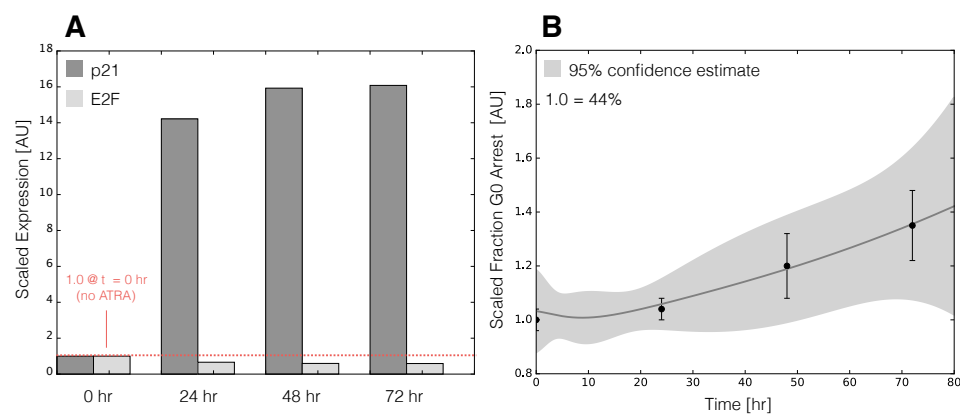 A
18
16
14
12
10
8
6
4
2
0
Scaled Expression [AU]
p21
E2F
1.0 @ t = 0 hr
(no ATRA)
0 hr
24 hr
48 hr
72 hr
B
2.0
1.8
1.6
1.4
1.2
1.0
0.8
Scaled Fraction G0 Arrest [AU]
95% confidence estimate
1.0 = 44%
0
10
20
30
40
50
60
70
80
Time [hr]